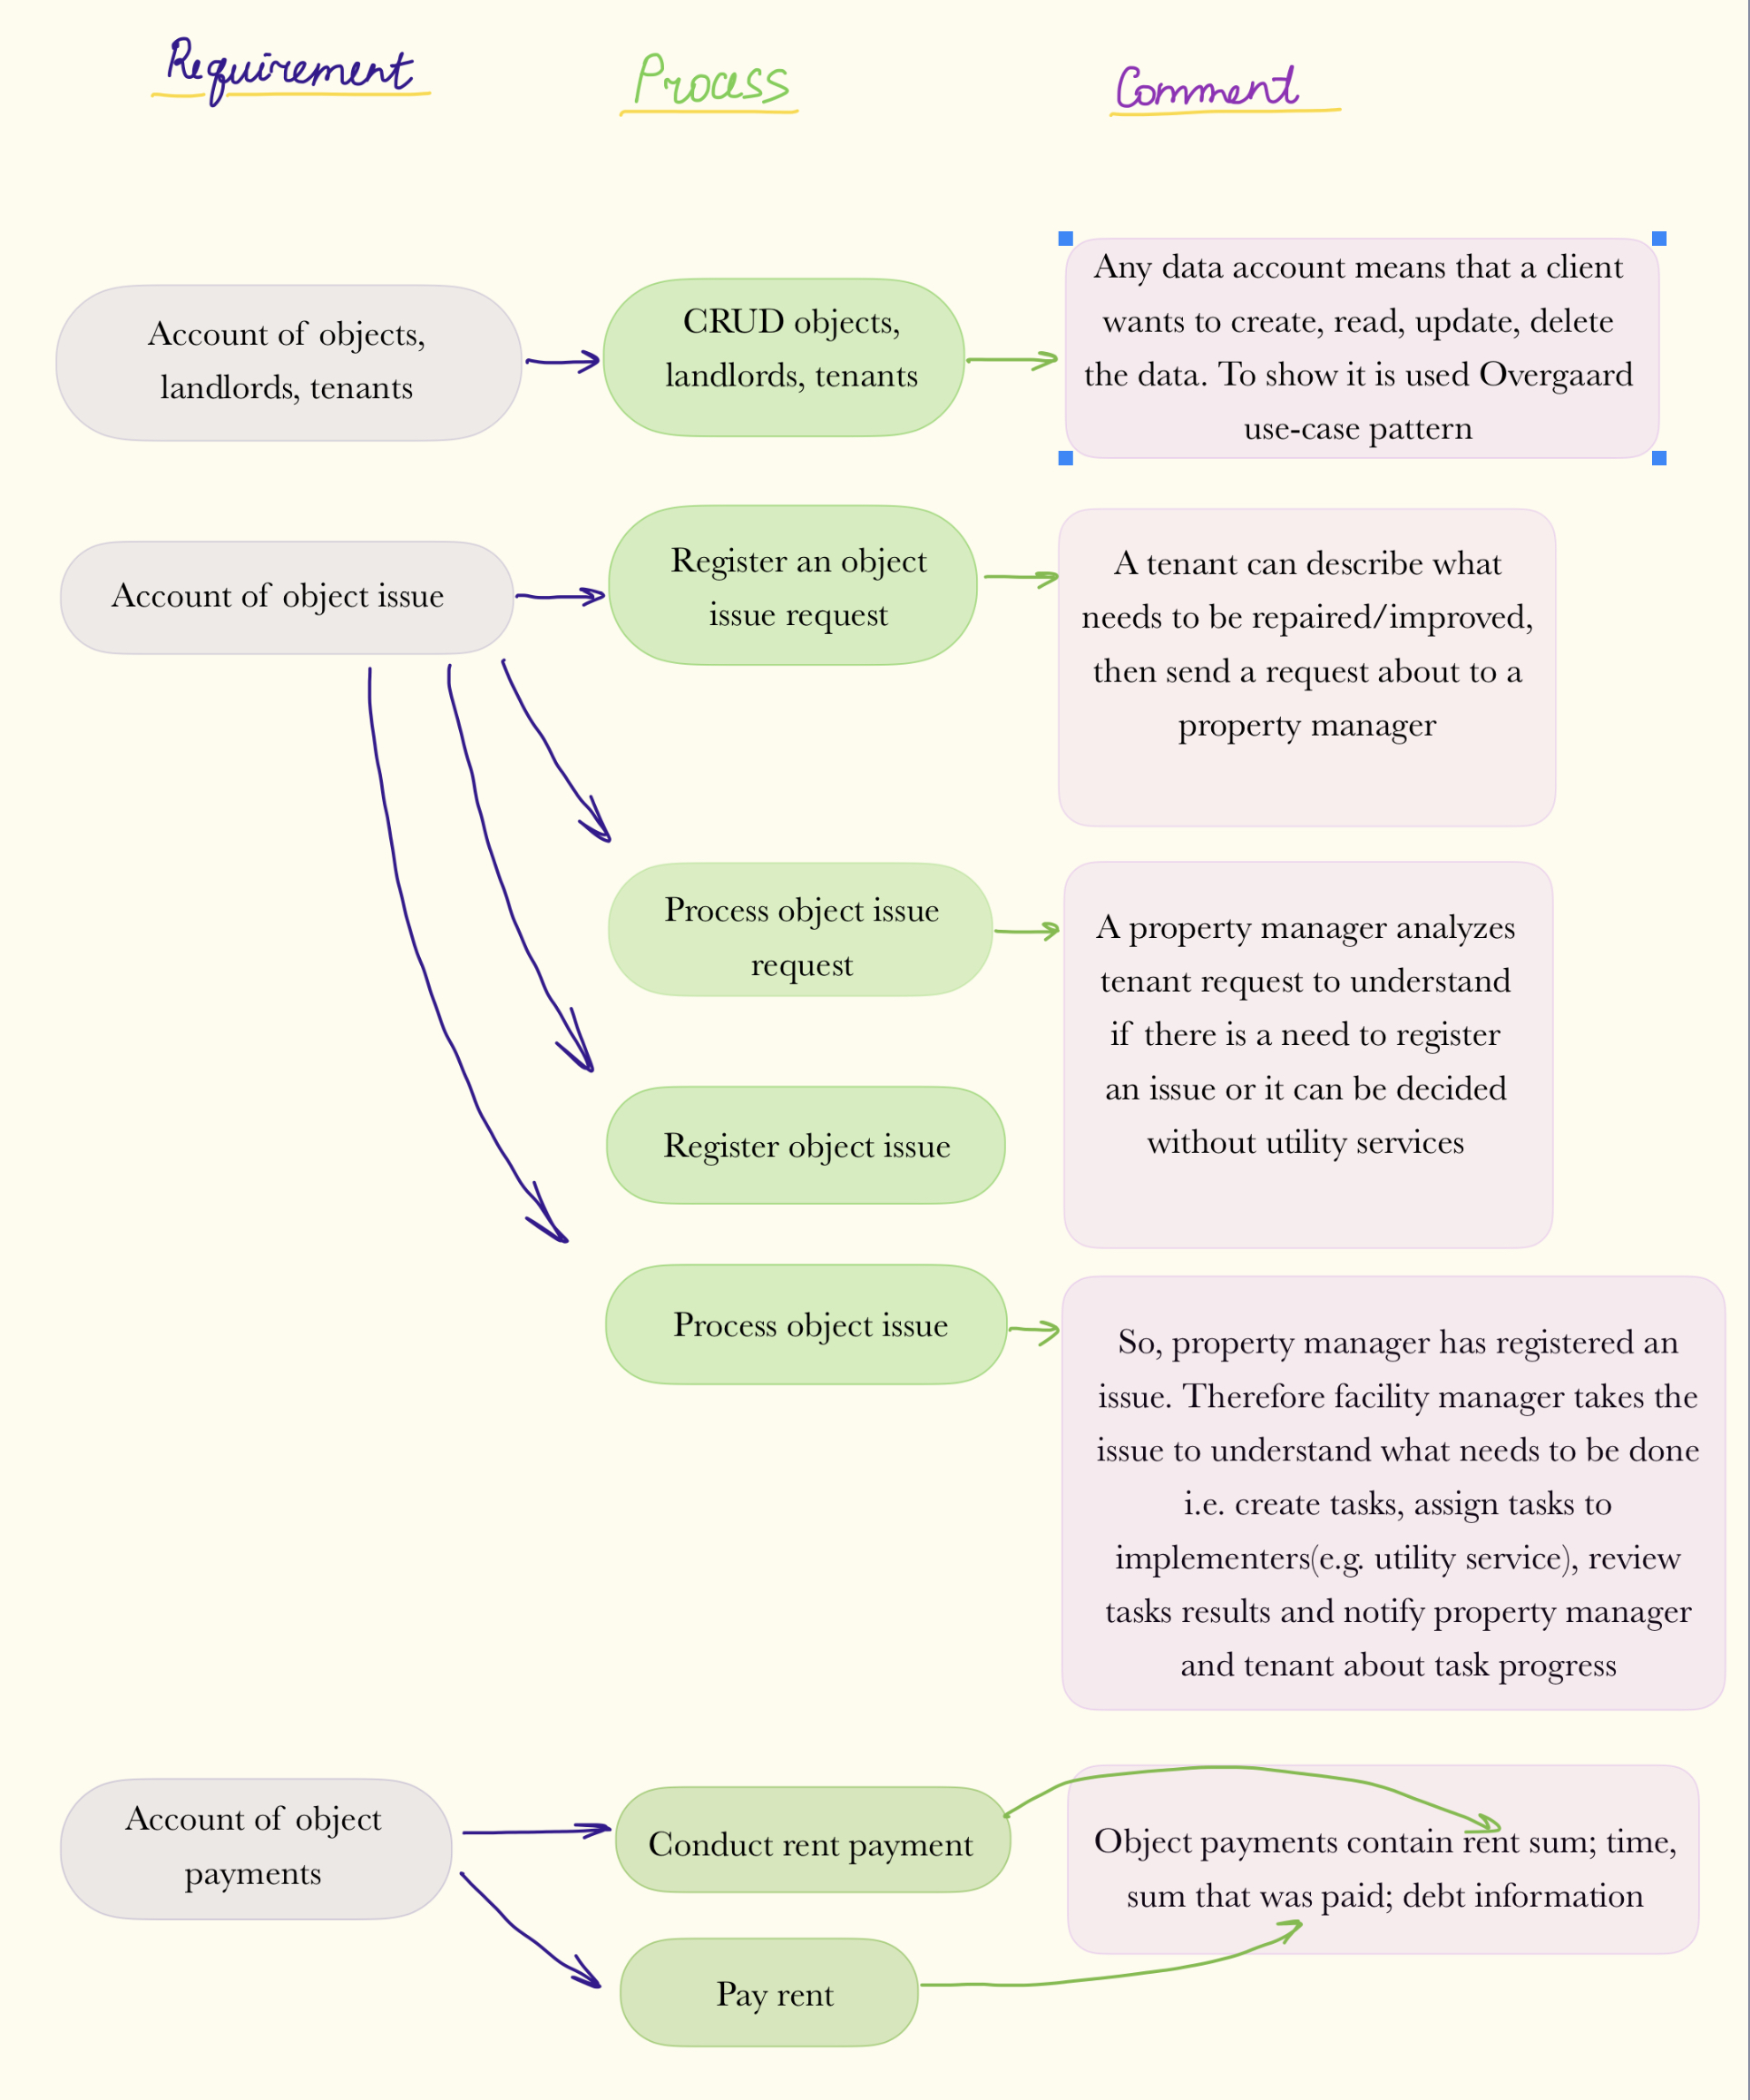 Requirement
Process
Comment
Account of objects,
landlords, tenants
CRUD objects,
landlords, tenants
Any data account means that a client
wants to create, read, update, delete
the data. To show it is used Overgaard
use-case pattern
Account of object issue
Register an object
issue request
A tenant can describe what
needs to be repaired/improved,
then send a request about to a
property manager
Process object issue
request
A property manager analyzes
tenant request to understand
if there is a need to register
an issue or it can be decided
without utility services
Register object issue
Process object issue
So, property manager has registered an
issue. Therefore facility manager takes the
issue to understand what needs to be done
i.e. create tasks, assign tasks to
implementers(e.g. utility service), review
tasks results and notify property manager
and tenant about task progress
Account of object
payments
Conduct rent payment
Object payments contain rent sum; time,
sum that was paid; debt information
Pay rent